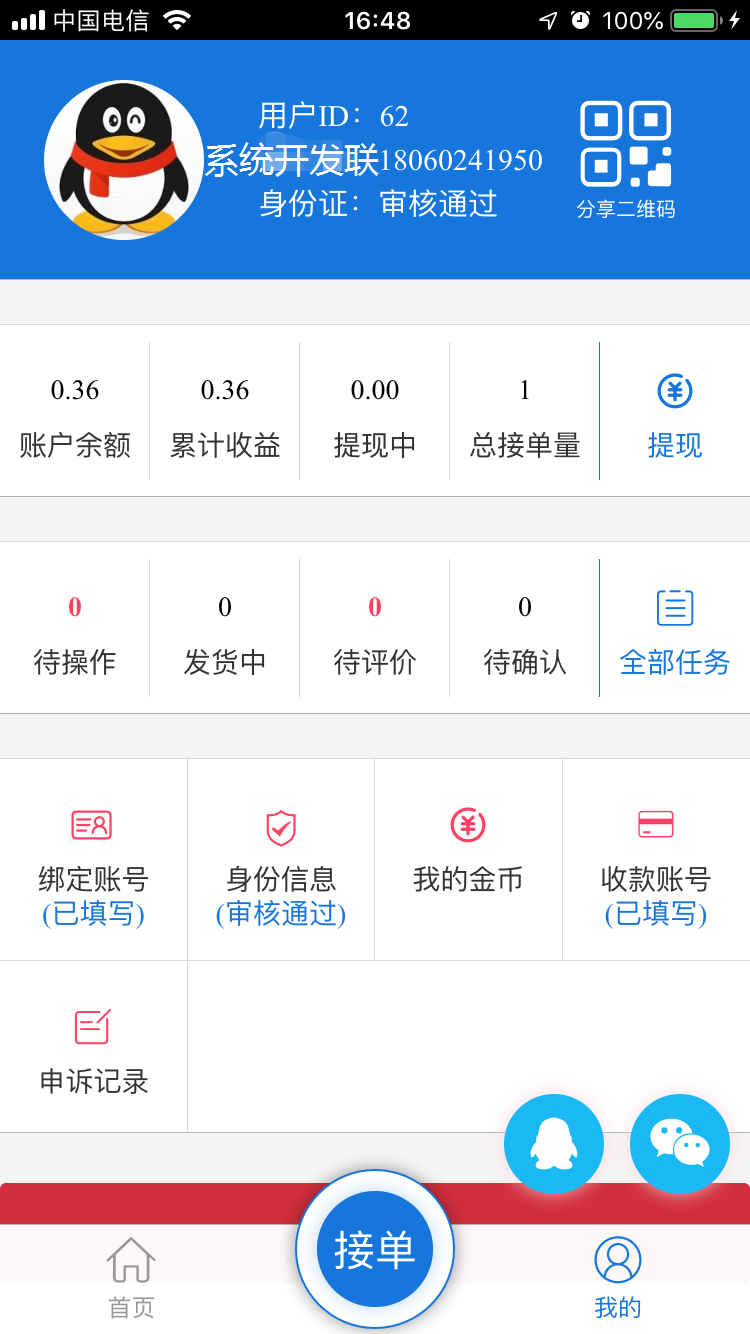 中国电信 16:48 100%
用户ID：62
系统开发联18060241950
身份证：审核通过
分享二维码
0.36 0.36 0.00 1
账户余额 累计收益 提现中 总接单量 提现
0 0 0 0
待操作 发货中 待评价 待确认 全部任务
绑定账号 身份信息 我的金币 收款账号
(已填写) (审核通过) (已填写)
申诉记录
接单
首页 我的